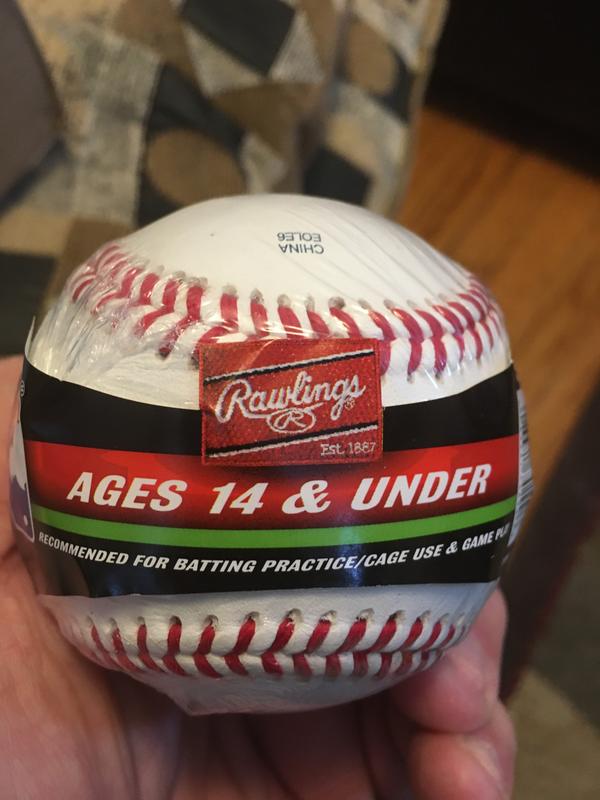 CHINA
EOLE6
Rawlings®
R
Est. 1887
AGES 14 & UNDER
RECOMMENDED FOR BATTING PRACTICE/CAGE USE & GAME